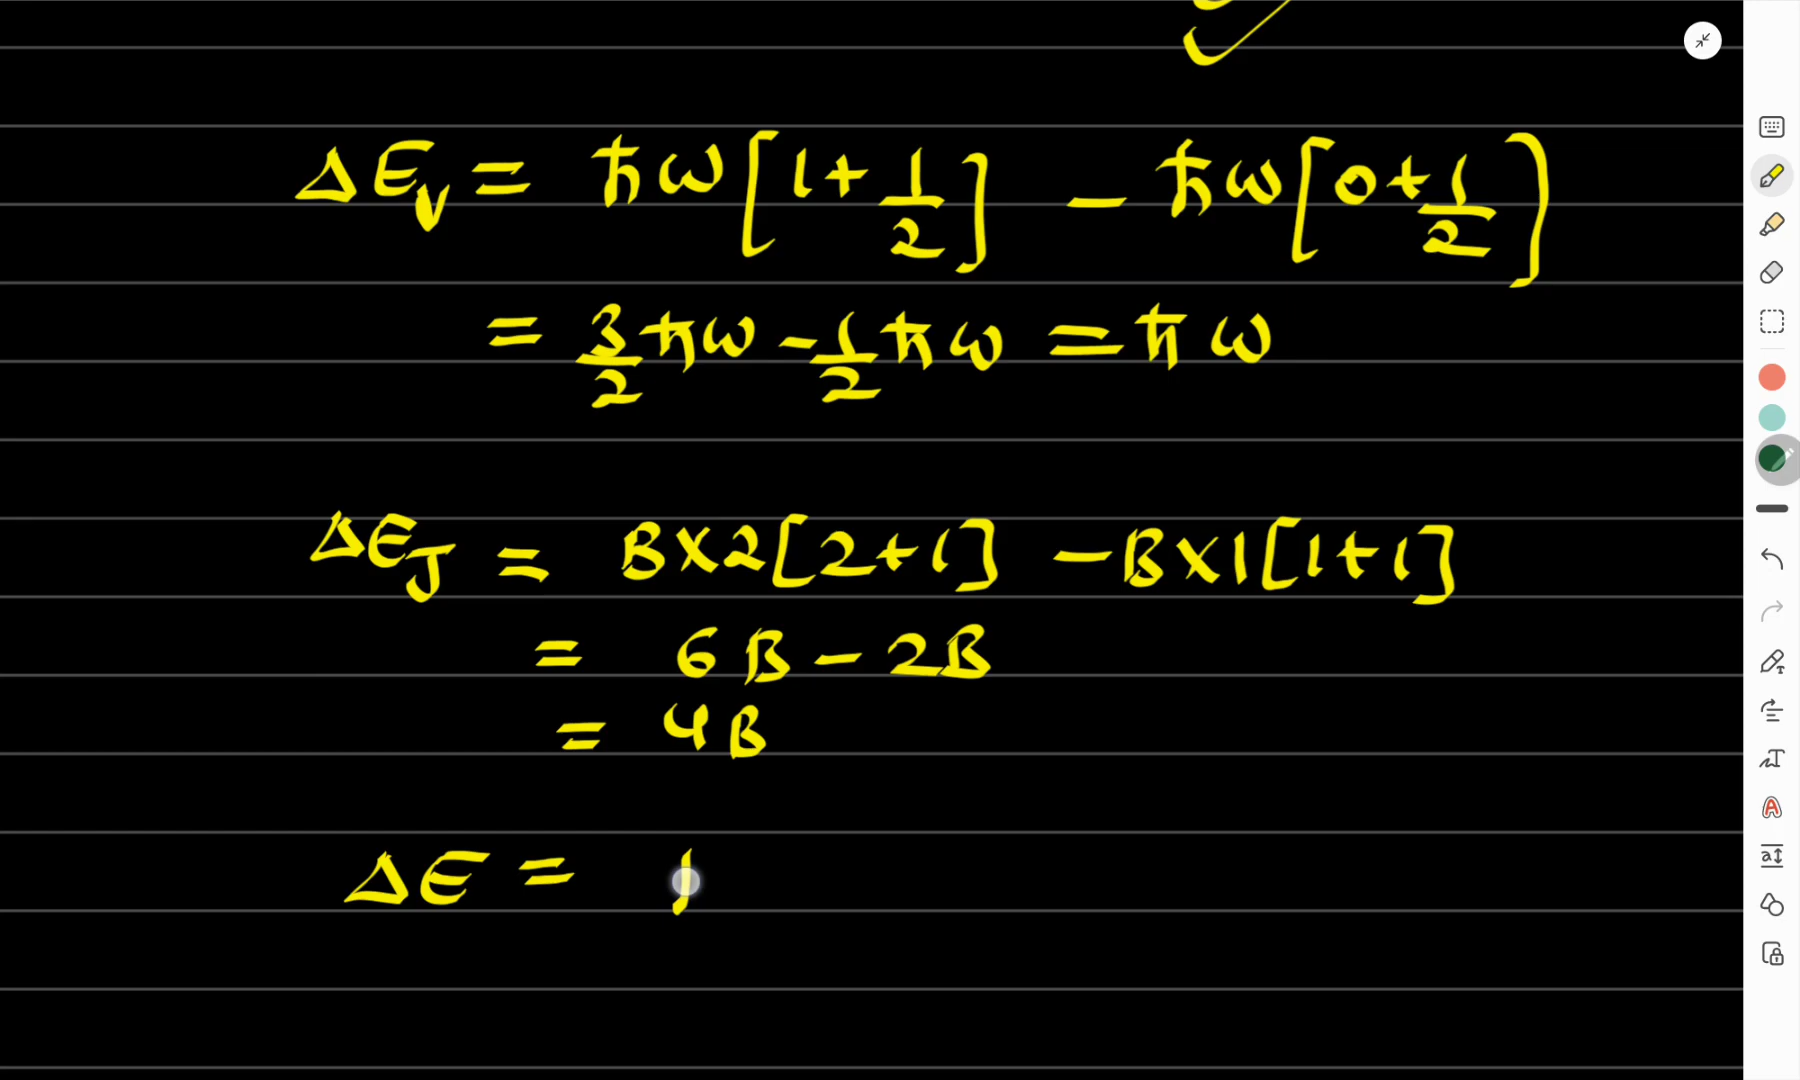 ΔE_V = ħω[1+1/2] - ħω[0+1/2]
= 3/2 ħω - 1/2 ħω = ħω
ΔE_J = B×2[2+1] - B×1[1+1]
= 6B - 2B
= 4B
ΔE =